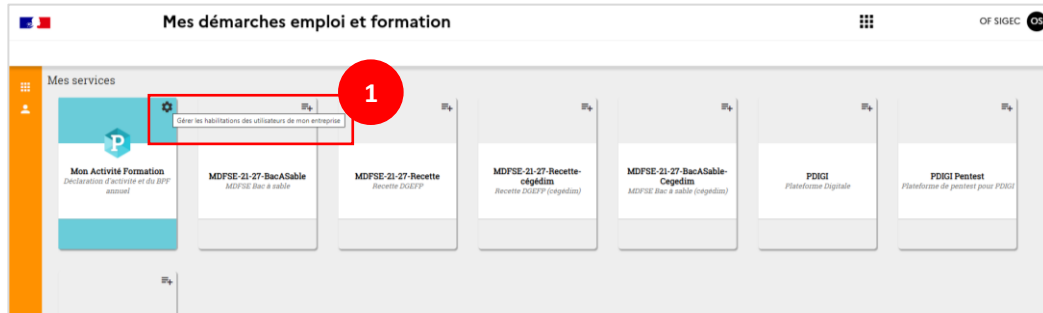 Mes démarches emploi et formation
OF SIGEC
OS
Mes services
1
Gérer les habilitations des utilisateurs de mon entreprise
P
Mon Activité Formation
Déclaration d'activité et du BPF
annuel
MDFSE-21-27-BacASable
MDFSE Bac à sable
MDFSE-21-27-Recette
Recette DGEFP
MDFSE-21-27-Recette-
cégédim
Recette DGEFP (cegedim)
MDFSE-21-27-BacASable-
Cegedim
MDFSE Bac à sable (cegedim)
PDIGI
Plateforme Digitale
PDIGI Pentest
Plateforme de pentest pour PDIGI